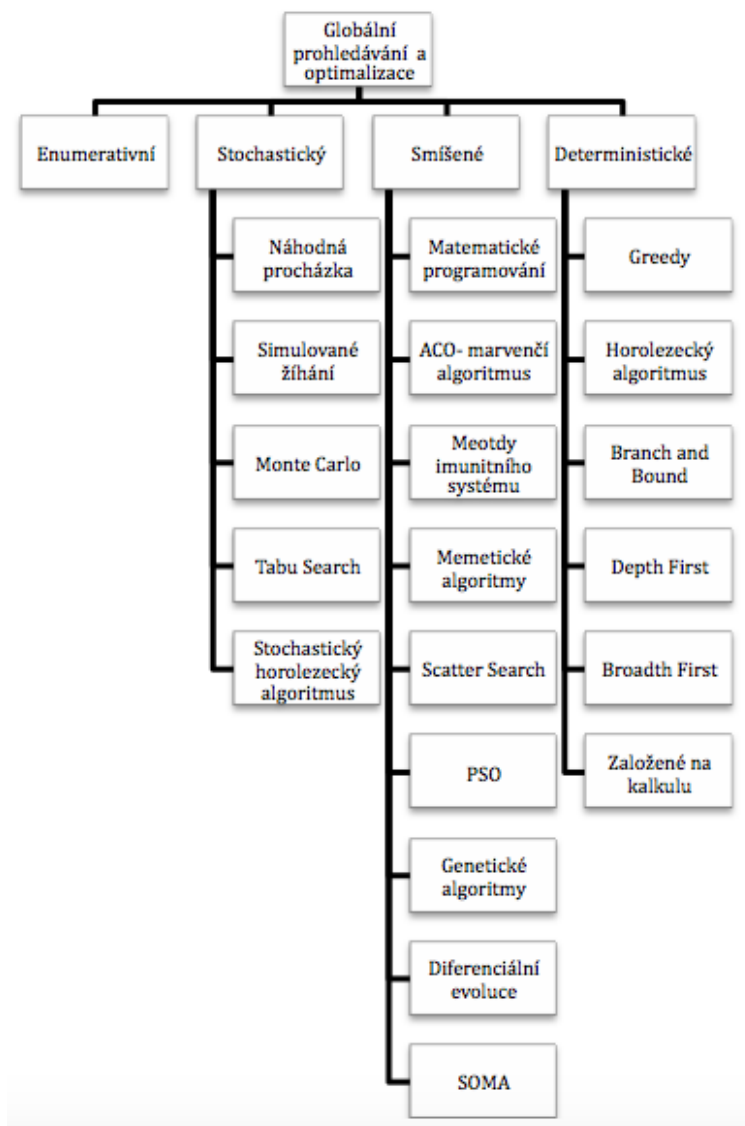 Globální
prohledávání a
optimalizace
Enumerativní
Stochastický
Smíšené
Deterministické
Náhodná
procházka
Simulované
žíhání
Monte Carlo
Tabu Search
Stochastický
horolezecký
algoritmus
Matematické
programování
ACO- marvenčí
algoritmus
Meotdy
imunitního
systému
Memetické
algoritmy
Scatter Search
PSO
Genetické
algoritmy
Diferenciální
evoluce
SOMA
Greedy
Horolezecký
algoritmus
Branch and
Bound
Depth First
Broadth First
Založené na
kalkulu